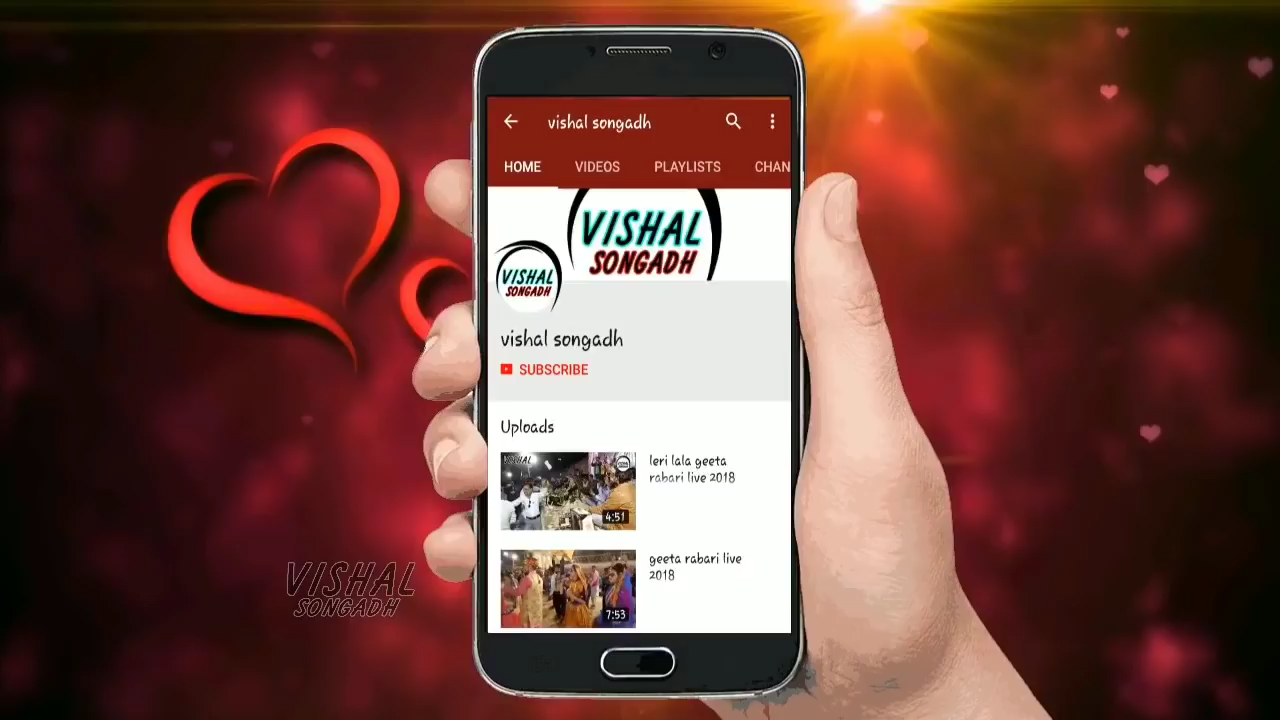 vishal songadh
HOME VIDEOS PLAYLISTS CHAN
VISHAL
SONGADH
VISHAL
SONGADH
vishal songadh
SUBSCRIBE
Uploads
VISHAL
4:51
leri lala geeta
rabari live 2018
7:53
geeta rabari live
2018
VISHAL
SONGADH